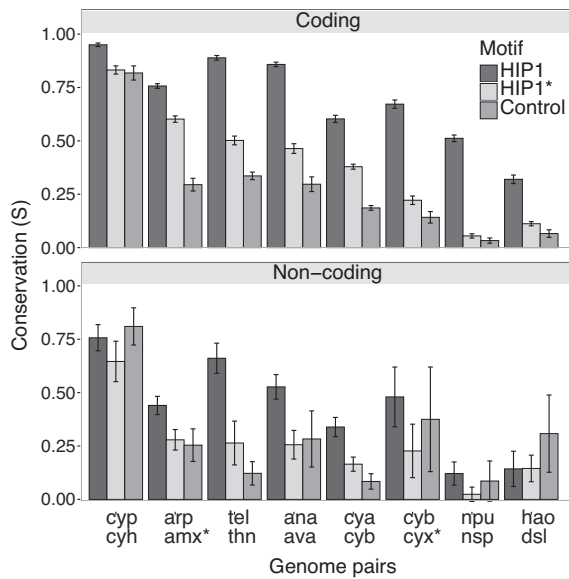 Coding
Motif
HIP1
HIP1*
Control
1.00
0.75
0.50
0.25
0.00
Conservation (S)
Non−coding
1.00
0.75
0.50
0.25
0.00
cyp arp tel ana cya cyb npu hao
cyh amx* thn ava cyb cyx* nsp dsl
Genome pairs